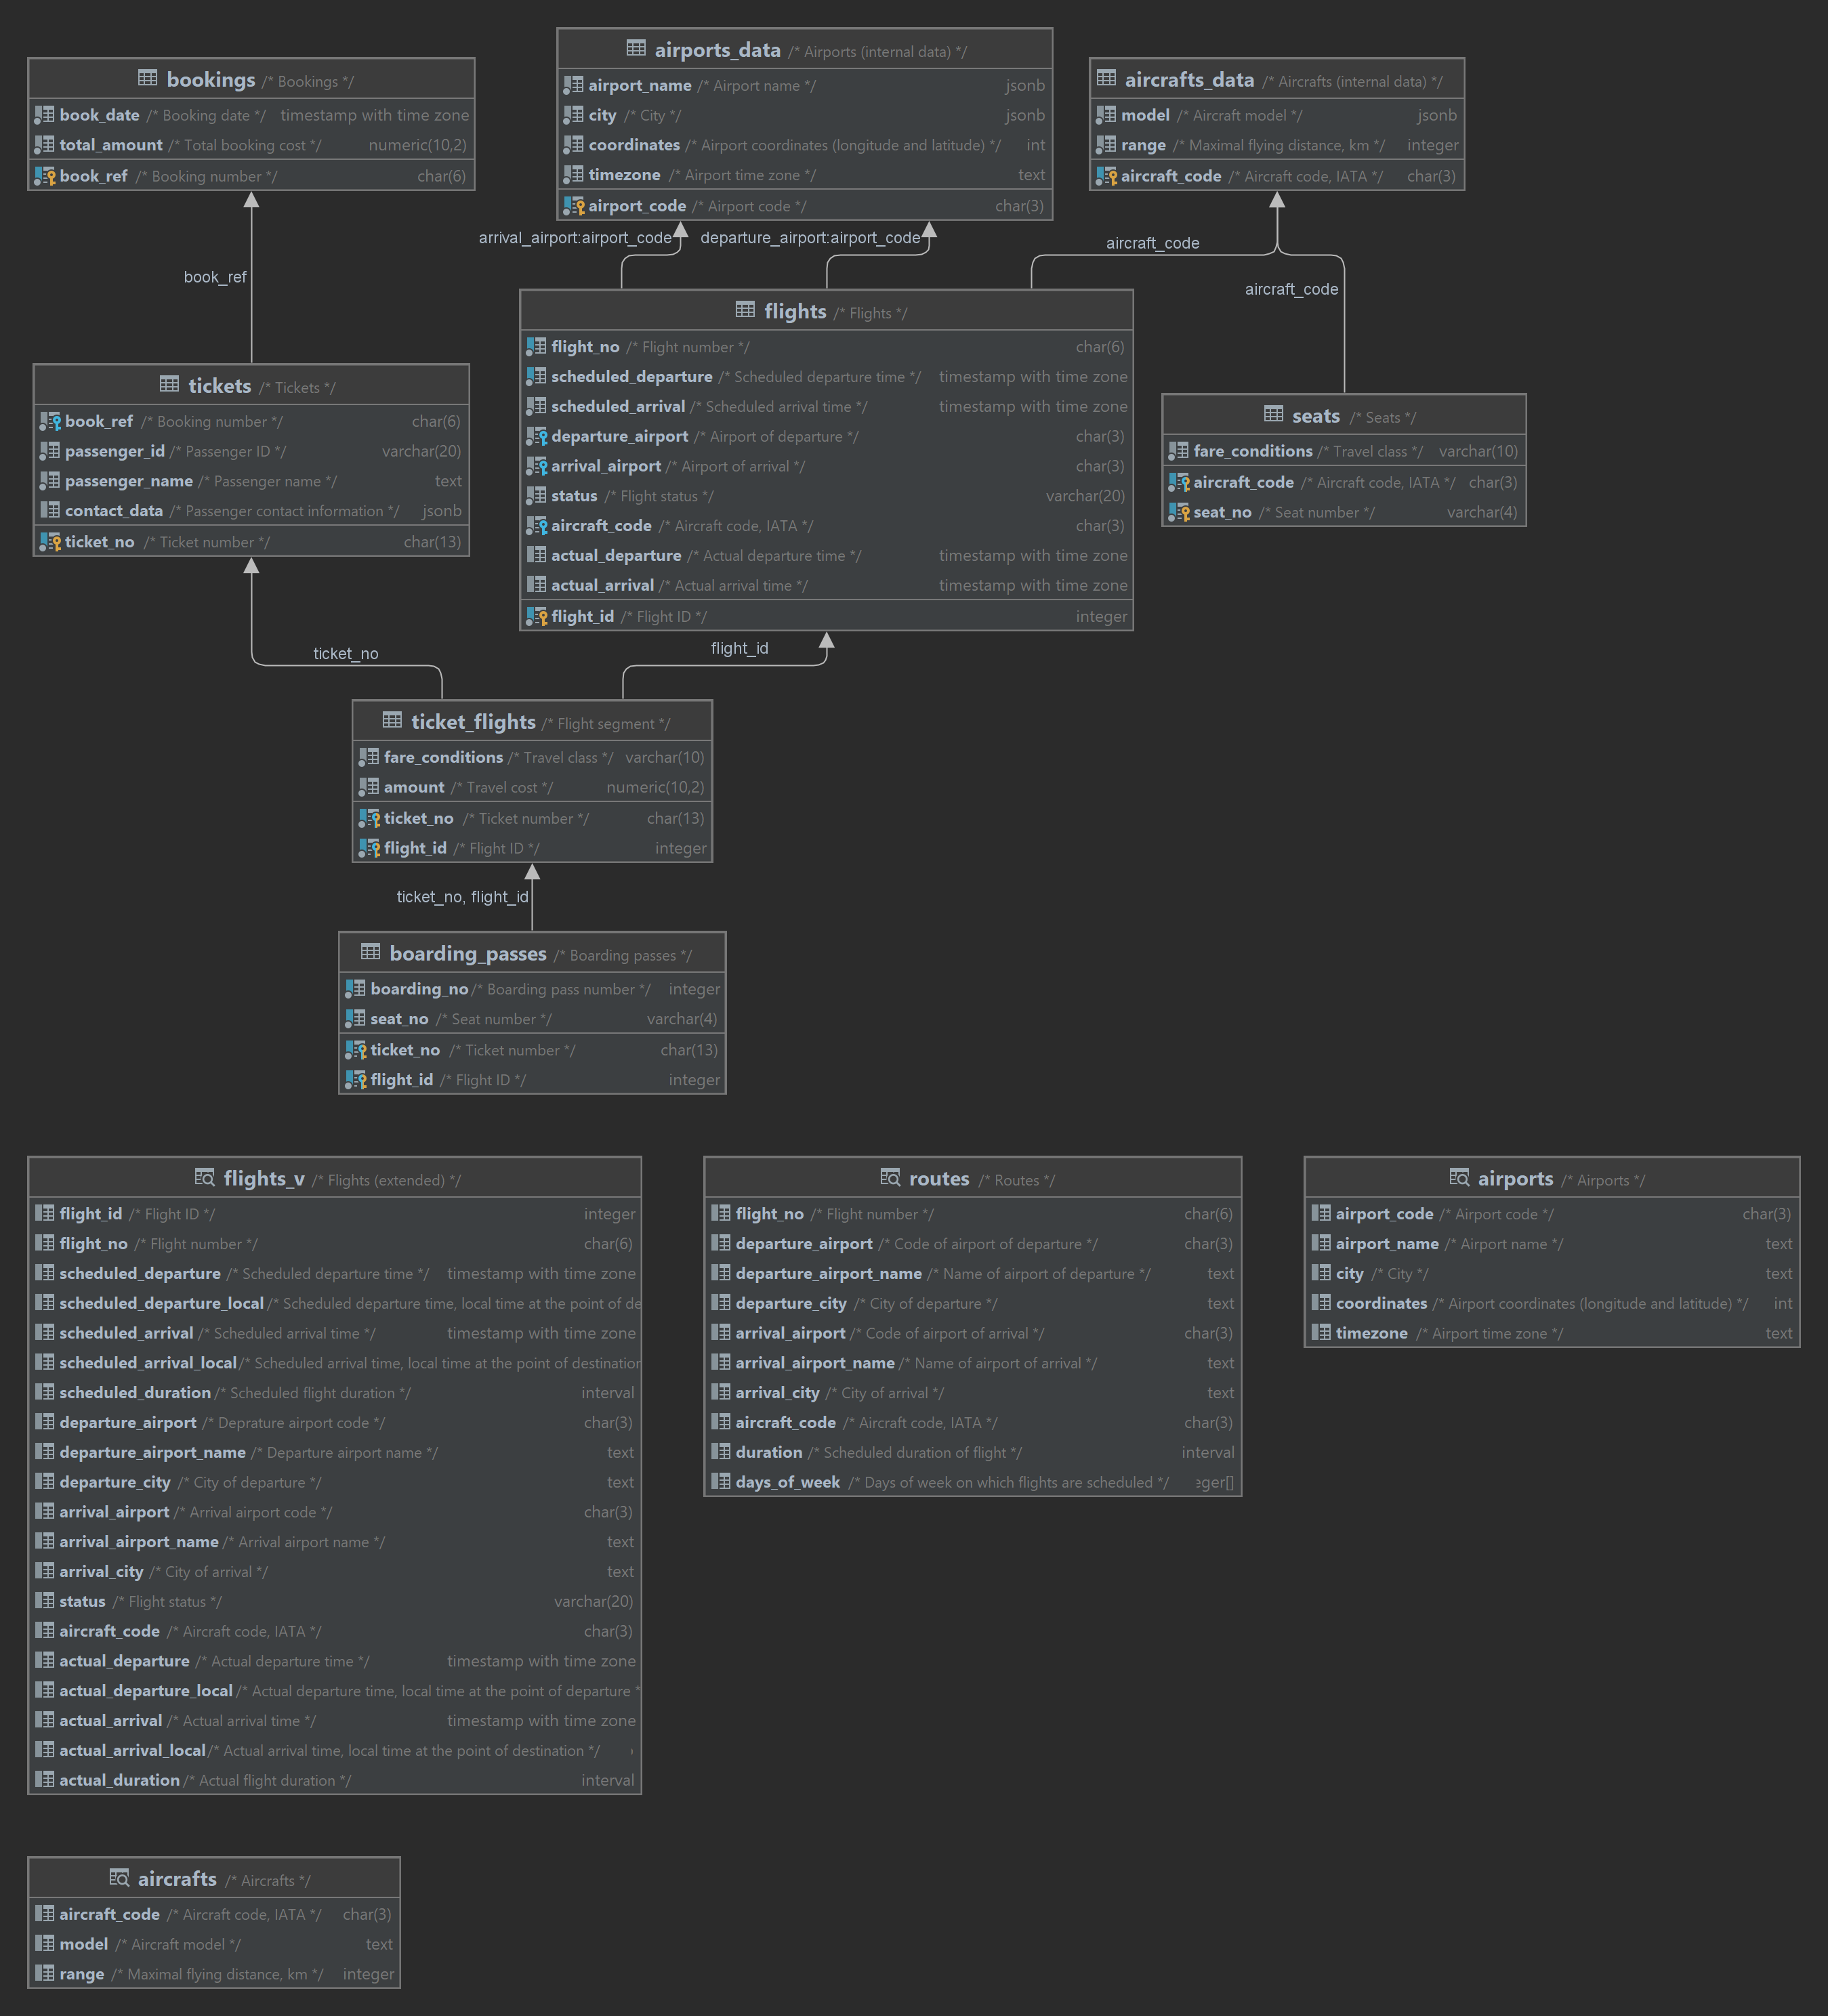 bookings /* Bookings */
book_date /* Booking date */ timestamp with time zone
total_amount /* Total booking cost */ numeric(10,2)
book_ref /* Booking number */ char(6)
airports_data /* Airports (internal data) */
airport_name /* Airport name */ jsonb
city /* City */ jsonb
coordinates /* Airport coordinates (longitude and latitude) */ int
timezone /* Airport time zone */ text
airport_code /* Airport code */ char(3)
aircrafts_data /* Aircrafts (internal data) */
model /* Aircraft model */ jsonb
range /* Maximal flying distance, km */ integer
aircraft_code /* Aircraft code, IATA */ char(3)
arrival_airport:airport_code
departure_airport:airport_code
aircraft_code
aircraft_code
book_ref
flights /* Flights */
flight_no /* Flight number */ char(6)
scheduled_departure /* Scheduled departure time */ timestamp with time zone
scheduled_arrival /* Scheduled arrival time */ timestamp with time zone
departure_airport /* Airport of departure */ char(3)
arrival_airport /* Airport of arrival */ char(3)
status /* Flight status */ varchar(20)
aircraft_code /* Aircraft code, IATA */ char(3)
actual_departure /* Actual departure time */ timestamp with time zone
actual_arrival /* Actual arrival time */ timestamp with time zone
flight_id /* Flight ID */ integer
tickets /* Tickets */
book_ref /* Booking number */ char(6)
passenger_id /* Passenger ID */ varchar(20)
passenger_name /* Passenger name */ text
contact_data /* Passenger contact information */ jsonb
ticket_no /* Ticket number */ char(13)
seats /* Seats */
fare_conditions /* Travel class */ varchar(10)
aircraft_code /* Aircraft code, IATA */ char(3)
seat_no /* Seat number */ varchar(4)
ticket_no
flight_id
ticket_flights /* Flight segment */
fare_conditions /* Travel class */ varchar(10)
amount /* Travel cost */ numeric(10,2)
ticket_no /* Ticket number */ char(13)
flight_id /* Flight ID */ integer
ticket_no, flight_id
boarding_passes /* Boarding passes */
boarding_no /* Boarding pass number */ integer
seat_no /* Seat number */ varchar(4)
ticket_no /* Ticket number */ char(13)
flight_id /* Flight ID */ integer
flights_v /* Flights (extended) */
flight_id /* Flight ID */ integer
flight_no /* Flight number */ char(6)
scheduled_departure /* Scheduled departure time */ timestamp with time zone
scheduled_departure_local /* Scheduled departure time, local time at the point of de
scheduled_arrival /* Scheduled arrival time */ timestamp with time zone
scheduled_arrival_local /* Scheduled arrival time, local time at the point of destination
scheduled_duration /* Scheduled flight duration */ interval
departure_airport /* Deprature airport code */ char(3)
departure_airport_name /* Departure airport name */ text
departure_city /* City of departure */ text
arrival_airport /* Arrival airport code */ char(3)
arrival_airport_name /* Arrival airport name */ text
arrival_city /* City of arrival */ text
status /* Flight status */ varchar(20)
aircraft_code /* Aircraft code, IATA */ char(3)
actual_departure /* Actual departure time */ timestamp with time zone
actual_departure_local /* Actual departure time, local time at the point of departure *
actual_arrival /* Actual arrival time */ timestamp with time zone
actual_arrival_local /* Actual arrival time, local time at the point of destination */
actual_duration /* Actual flight duration */ interval
routes /* Routes */
flight_no /* Flight number */ char(6)
departure_airport /* Code of airport of departure */ char(3)
departure_airport_name /* Name of airport of departure */ text
departure_city /* City of departure */ text
arrival_airport /* Code of airport of arrival */ char(3)
arrival_airport_name /* Name of airport of arrival */ text
arrival_city /* City of arrival */ text
aircraft_code /* Aircraft code, IATA */ char(3)
duration /* Scheduled duration of flight */ interval
days_of_week /* Days of week on which flights are scheduled */ eger[]
airports /* Airports */
airport_code /* Airport code */ char(3)
airport_name /* Airport name */ text
city /* City */ text
coordinates /* Airport coordinates (longitude and latitude) */ int
timezone /* Airport time zone */ text
aircrafts /* Aircrafts */
aircraft_code /* Aircraft code, IATA */ char(3)
model /* Aircraft model */ text
range /* Maximal flying distance, km */ integer